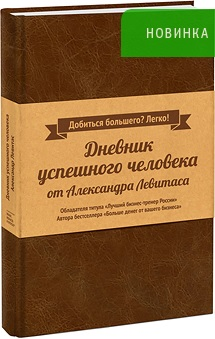 НОВИНКА
Добиться большего? Легко!
Дневник
успешного человека
от Александра Левитаса
Обладателя титула «Лучший бизнес-тренер России»
Автора бестселлера «Больше денег от вашего бизнеса»
Дневник успешного человека
Александр Левитас